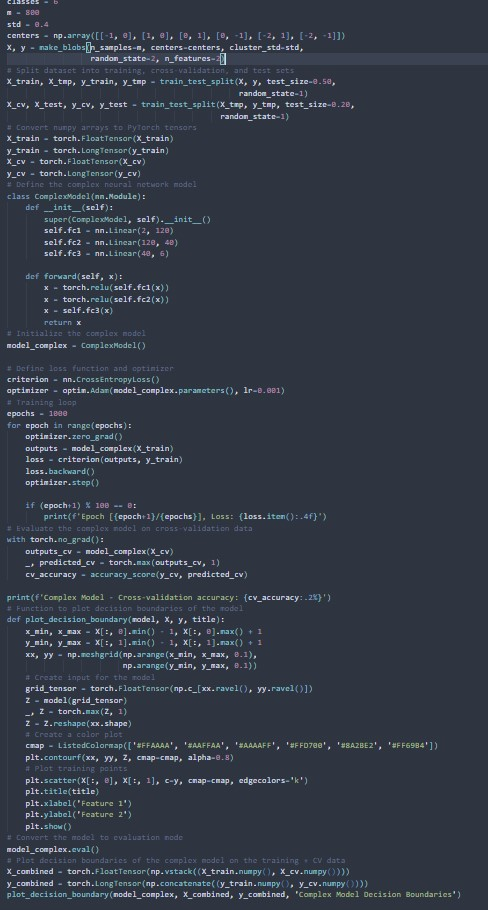 classes = 6
m = 800
std = 0.4
centers = np.array([[-1, 0], [1, 0], [0, 1], [0, -1], [-2, 1], [-2, -1]])
X, y = make_blobs(n_samples=m, centers=centers, cluster_std=std,
                  random_state=2, n_features=2)
# Split dataset into training, cross-validation, and test sets
X_train, X_tmp, y_train, y_tmp = train_test_split(X, y, test_size=0.50,
                                                  random_state=1)
X_cv, X_test, y_cv, y_test = train_test_split(X_tmp, y_tmp, test_size=0.20,
                                              random_state=1)
# Convert numpy arrays to PyTorch tensors
X_train = torch.FloatTensor(X_train)
y_train = torch.LongTensor(y_train)
X_cv = torch.FloatTensor(X_cv)
y_cv = torch.LongTensor(y_cv)
# Define the complex neural network model
class ComplexModel(nn.Module):
    def __init__(self):
        super(ComplexModel, self).__init__()
        self.fc1 = nn.Linear(2, 120)
        self.fc2 = nn.Linear(120, 40)
        self.fc3 = nn.Linear(40, 6)

    def forward(self, x):
        x = torch.relu(self.fc1(x))
        x = torch.relu(self.fc2(x))
        x = self.fc3(x)
        return x
# Initialize the complex model
model_complex = ComplexModel()

# Define loss function and optimizer
criterion = nn.CrossEntropyLoss()
optimizer = optim.Adam(model_complex.parameters(), lr=0.001)
# Training loop
epochs = 1000
for epoch in range(epochs):
    optimizer.zero_grad()
    outputs = model_complex(X_train)
    loss = criterion(outputs, y_train)
    loss.backward()
    optimizer.step()

    if (epoch+1) % 100 == 0:
        print(f'Epoch [{epoch+1}/{epochs}], Loss: {loss.item():.4f}')
# Evaluate the complex model on cross-validation data
with torch.no_grad():
    outputs_cv = model_complex(X_cv)
    _, predicted_cv = torch.max(outputs_cv, 1)
    cv_accuracy = accuracy_score(y_cv, predicted_cv)

print(f'Complex Model - Cross-validation accuracy: {cv_accuracy:.2%}')
# Function to plot decision boundaries of the model
def plot_decision_boundary(model, X, y, title):
    x_min, x_max = X[:, 0].min() - 1, X[:, 0].max() + 1
    y_min, y_max = X[:, 1].min() - 1, X[:, 1].max() + 1
    xx, yy = np.meshgrid(np.arange(x_min, x_max, 0.1),
                         np.arange(y_min, y_max, 0.1))
    # Create input for the model
    grid_tensor = torch.FloatTensor(np.c_[xx.ravel(), yy.ravel()])
    Z = model(grid_tensor)
    _, Z = torch.max(Z, 1)
    Z = Z.reshape(xx.shape)
    # Create a color plot
    cmap = ListedColormap(['#FFAAAA', '#AAFFAA', '#AAAAFF', '#FFD700', '#8A2BE2', '#FF69B4'])
    plt.contourf(xx, yy, Z, cmap=cmap, alpha=0.8)
    # Plot training points
    plt.scatter(X[:, 0], X[:, 1], c=y, cmap=cmap, edgecolors='k')
    plt.title(title)
    plt.xlabel('Feature 1')
    plt.ylabel('Feature 2')
    plt.show()
# Convert the model to evaluation mode
model_complex.eval()
# Plot decision boundaries of the complex model on the training + CV data
X_combined = torch.FloatTensor(np.vstack((X_train.numpy(), X_cv.numpy())))
y_combined = torch.LongTensor(np.concatenate((y_train.numpy(), y_cv.numpy())))
plot_decision_boundary(model_complex, X_combined, y_combined, 'Complex Model Decision Boundaries')